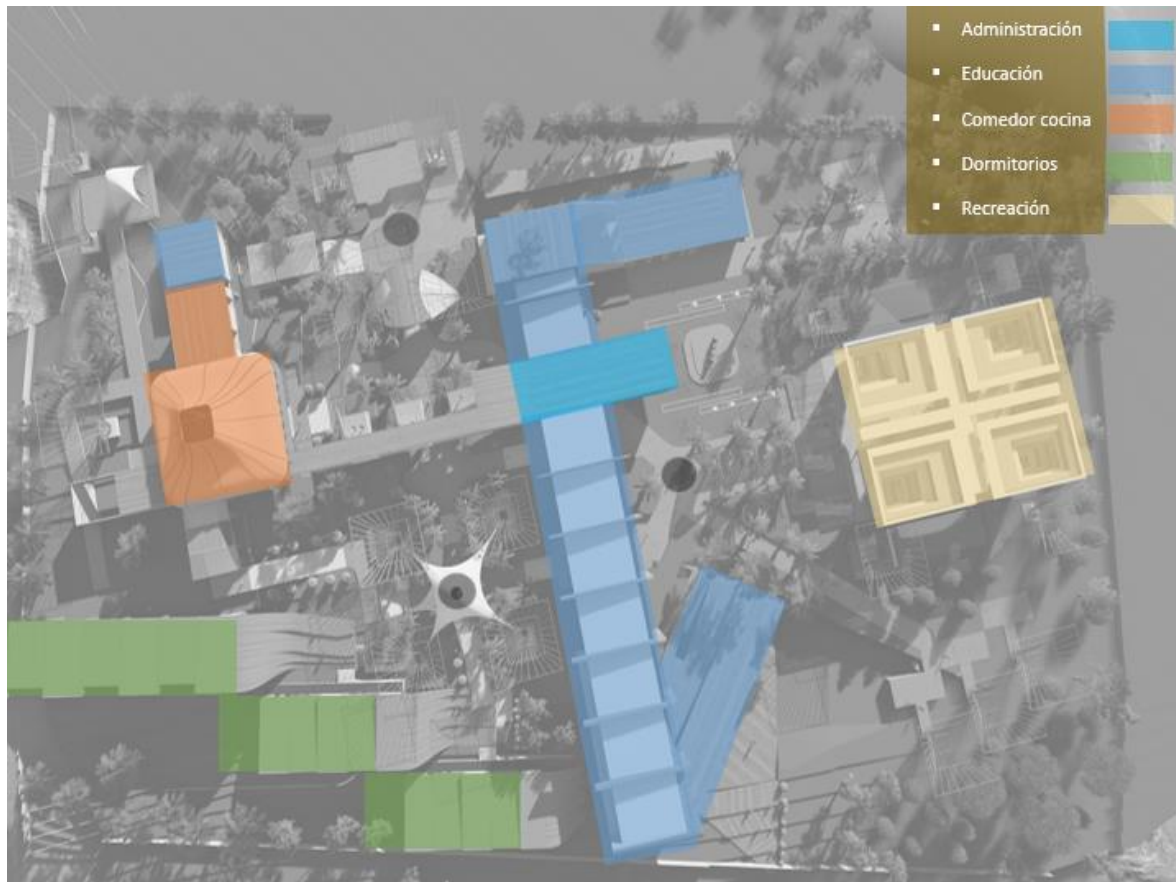 ▪ Administración
▪ Educación
▪ Comedor cocina
▪ Dormitorios
▪ Recreación